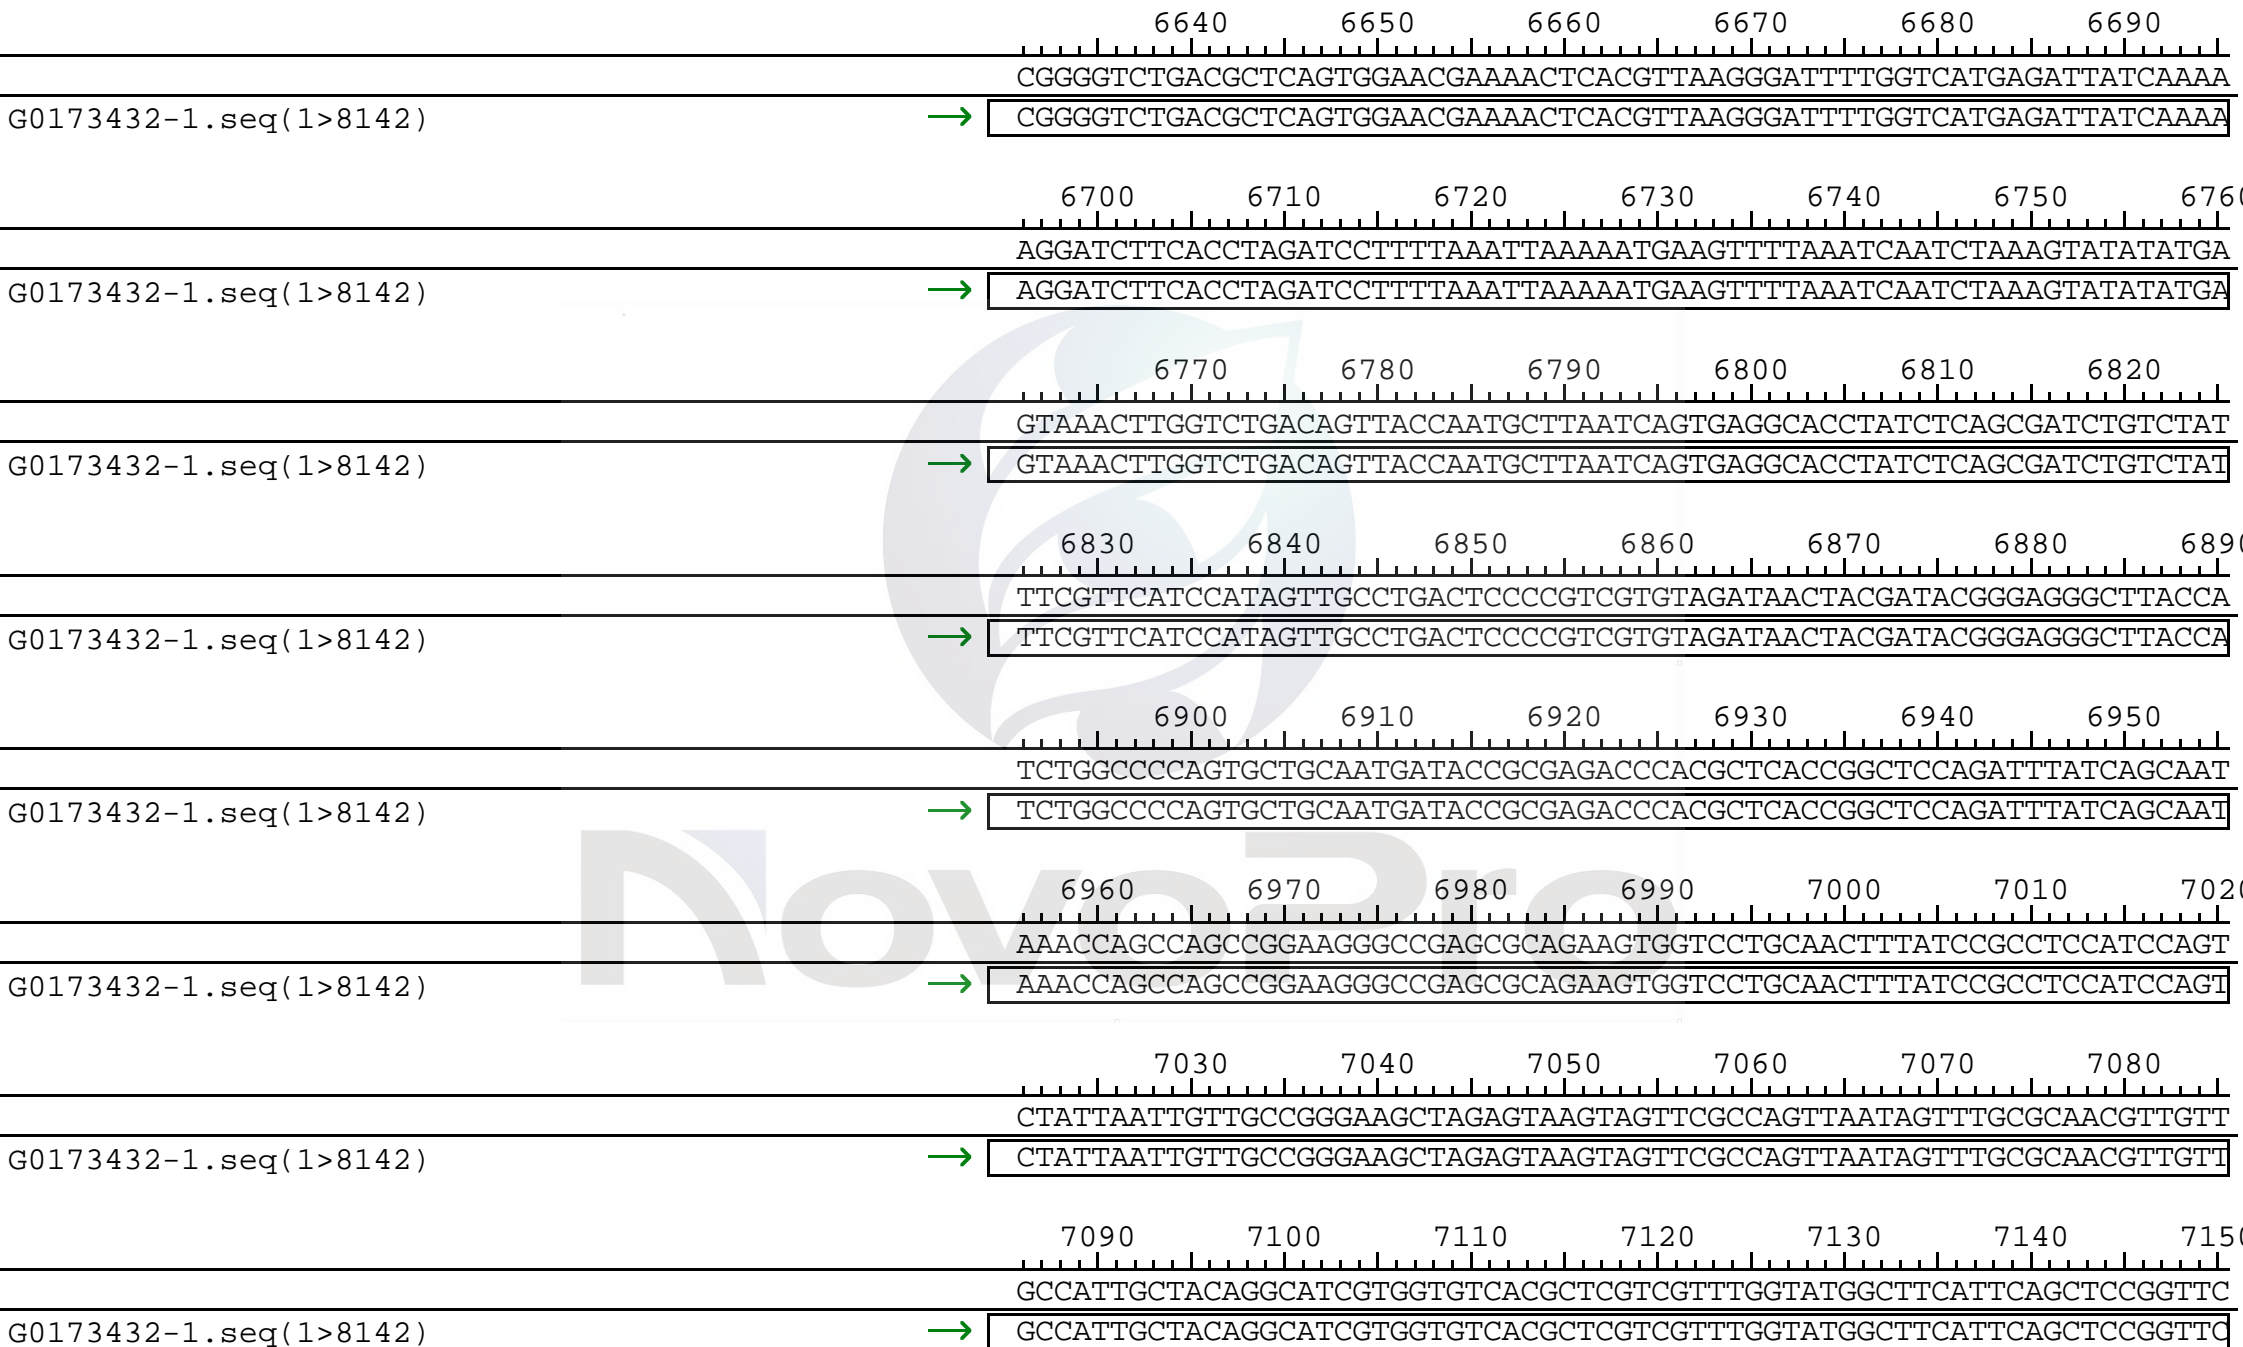 6640 6650 6660 6670 6680 6690
CGGGGTCTGACGCTCAGTGGAACGAAAACTCACGTTAAGGGATTTTGGTCATGAGATTATCAAAA
G0173432-1.seq(1>8142) → CGGGGTCTGACGCTCAGTGGAACGAAAACTCACGTTAAGGGATTTTGGTCATGAGATTATCAAAA
6700 6710 6720 6730 6740 6750 6760
AGGATCTTCACCTAGATCCTTTTAAATTAAAAATGAAGTTTTAAATCAATCTAAAGTATATATGA
G0173432-1.seq(1>8142) → AGGATCTTCACCTAGATCCTTTTAAATTAAAAATGAAGTTTTAAATCAATCTAAAGTATATATGA
6770 6780 6790 6800 6810 6820
GTAAACTTGGTCTGACAGTTACCAATGCTTAATCAGTGAGGCACCTATCTCAGCGATCTGTCTAT
G0173432-1.seq(1>8142) → GTAAACTTGGTCTGACAGTTACCAATGCTTAATCAGTGAGGCACCTATCTCAGCGATCTGTCTAT
6830 6840 6850 6860 6870 6880 6890
TTCGTTCATCCATAGTTGCCTGACTCCCCGTCGTGTAGATAACTACGATACGGGAGGGCTTACCA
G0173432-1.seq(1>8142) → TTCGTTCATCCATAGTTGCCTGACTCCCCGTCGTGTAGATAACTACGATACGGGAGGGCTTACCA
6900 6910 6920 6930 6940 6950
TCTGGCCCCAGTGCTGCAATGATACCGCGAGACCCACGCTCACCGGCTCCAGATTTATCAGCAAT
G0173432-1.seq(1>8142) → TCTGGCCCCAGTGCTGCAATGATACCGCGAGACCCACGCTCACCGGCTCCAGATTTATCAGCAAT
NovoPro
6960 6970 6980 6990 7000 7010 7020
AAACCAGCCAGCCGGAAGGGCCGAGCGCAGAAGTGGTCCTGCAACTTTATCCGCCTCCATCCAGT
G0173432-1.seq(1>8142) → AAACCAGCCAGCCGGAAGGGCCGAGCGCAGAAGTGGTCCTGCAACTTTATCCGCCTCCATCCAGT
7030 7040 7050 7060 7070 7080
CTATTAATTGTTGCCGGGAAGCTAGAGTAAGTAGTTCGCCAGTTAATAGTTTGCGCAACGTTGTT
G0173432-1.seq(1>8142) → CTATTAATTGTTGCCGGGAAGCTAGAGTAAGTAGTTCGCCAGTTAATAGTTTGCGCAACGTTGTT
7090 7100 7110 7120 7130 7140 7150
GCCATTGCTACAGGCATCGTGGTGTCACGCTCGTCGTTTGGTATGGCTTCATTCAGCTCCGGTTC
G0173432-1.seq(1>8142) → GCCATTGCTACAGGCATCGTGGTGTCACGCTCGTCGTTTGGTATGGCTTCATTCAGCTCCGGTTC